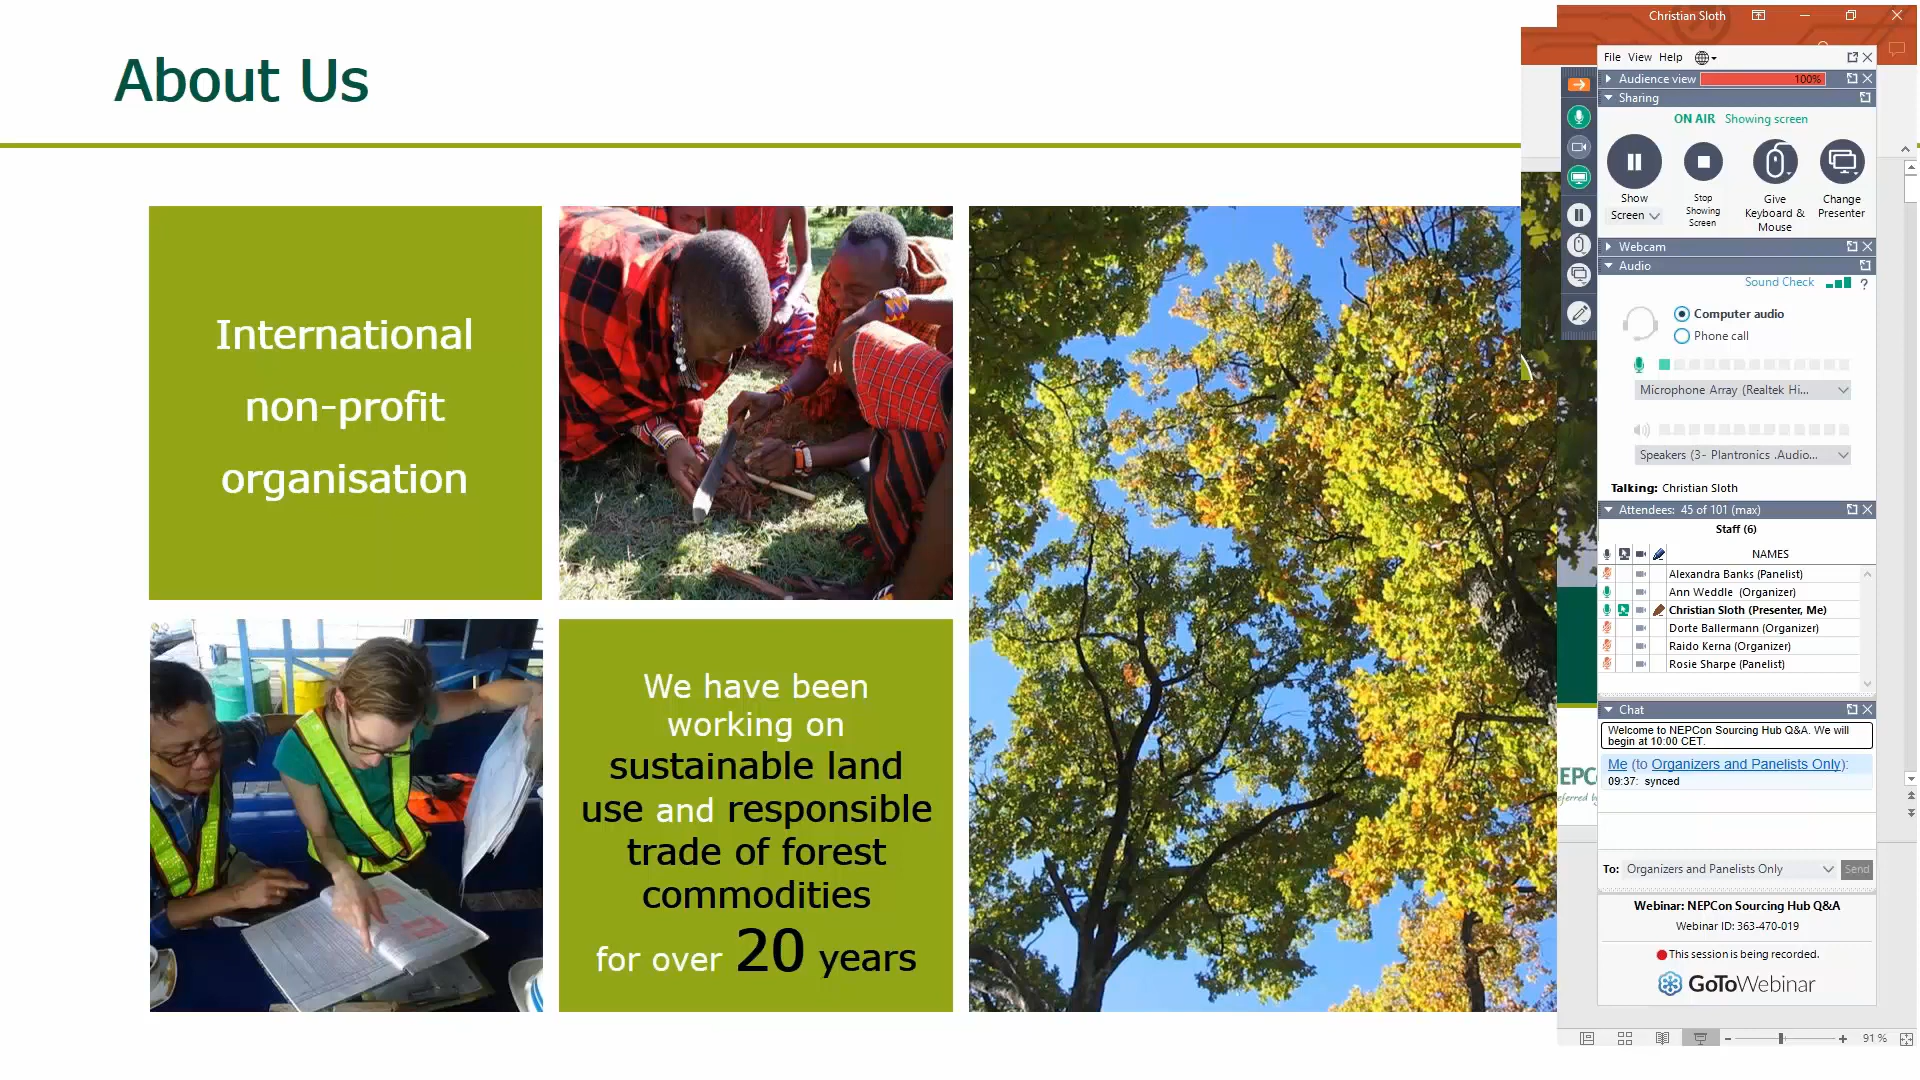 About Us
International
non-profit
organisation
We have been
working on
sustainable land
use and responsible
trade of forest
commodities
for over 20 years
Christian Sloth
File View Help
Audience view 100%
Sharing
ON AIR Showing screen
Show
Screen
Stop
Showing
Screen
Give
Keyboard &
Mouse
Change
Presenter
Webcam
Audio
Sound Check ?
Computer audio
Phone call
Microphone Array (Realtek Hi...
Speakers (3- Plantronics .Audio...
Talking: Christian Sloth
Attendees: 45 of 101 (max)
Staff (6)
NAMES
Alexandra Banks (Panelist)
Ann Weddle (Organizer)
Christian Sloth (Presenter, Me)
Dorte Ballermann (Organizer)
Raido Kerna (Organizer)
Rosie Sharpe (Panelist)
Chat
Welcome to NEPCon Sourcing Hub Q&A. We will
begin at 10:00 CET.
Me (to Organizers and Panelists Only):
09:37: synced
To: Organizers and Panelists Only Send
Webinar: NEPCon Sourcing Hub Q&A
Webinar ID: 363-470-019
This session is being recorded.
GoToWebinar
91 %